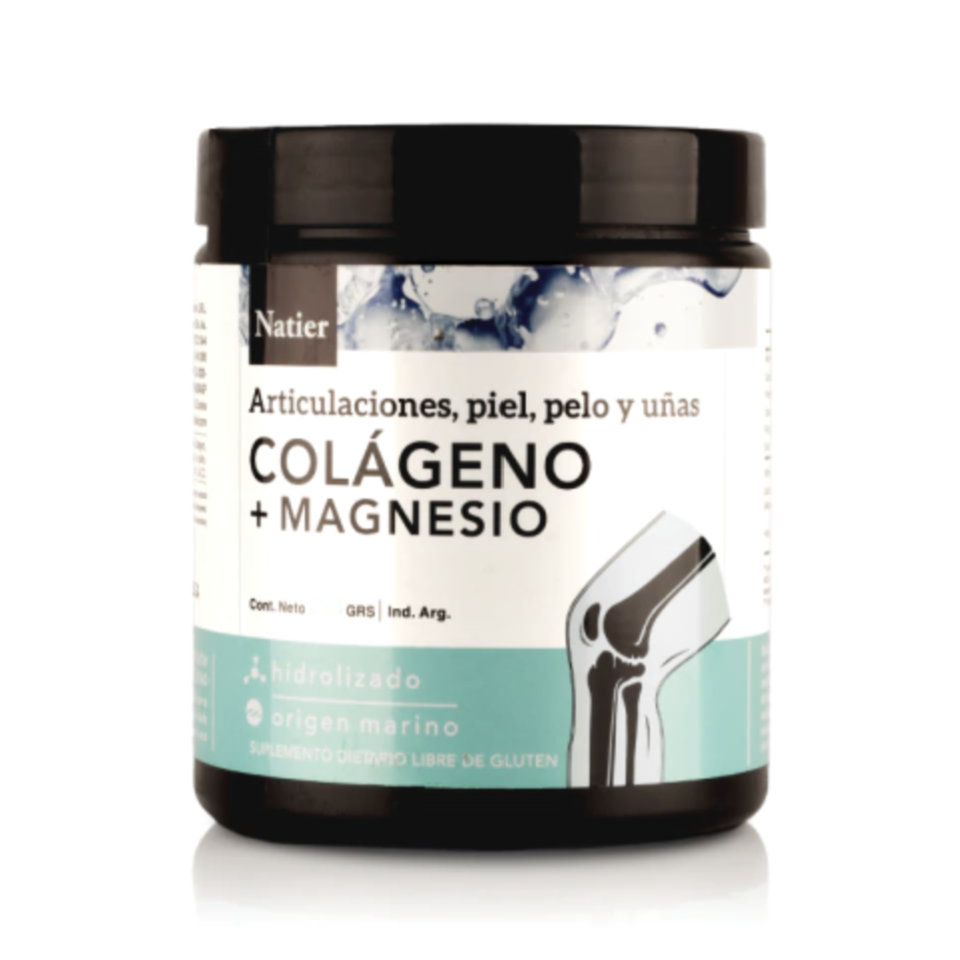 Natier
Articulaciones, piel, pelo y uñas
COLÁGENO
+ MAGNESIO
Cont. Neto GRS | Ind. Arg.
hidrolizado
origen marino
SUPLEMENTO DIETARIO LIBRE DE GLUTEN